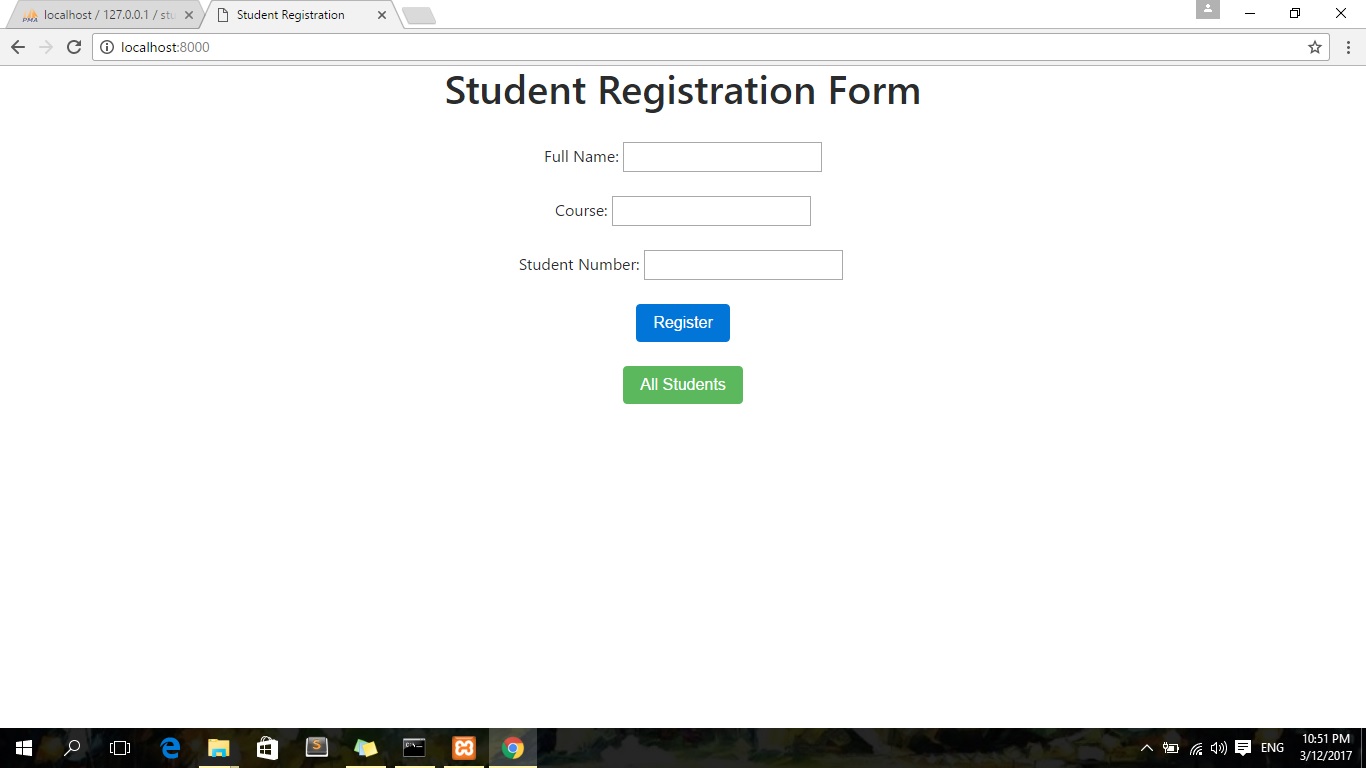 localhost / 127.0.0.1 / stu
Student Registration
localhost:8000
Student Registration Form
Full Name:
Course:
Student Number:
Register
All Students
ENG
10:51 PM
3/12/2017